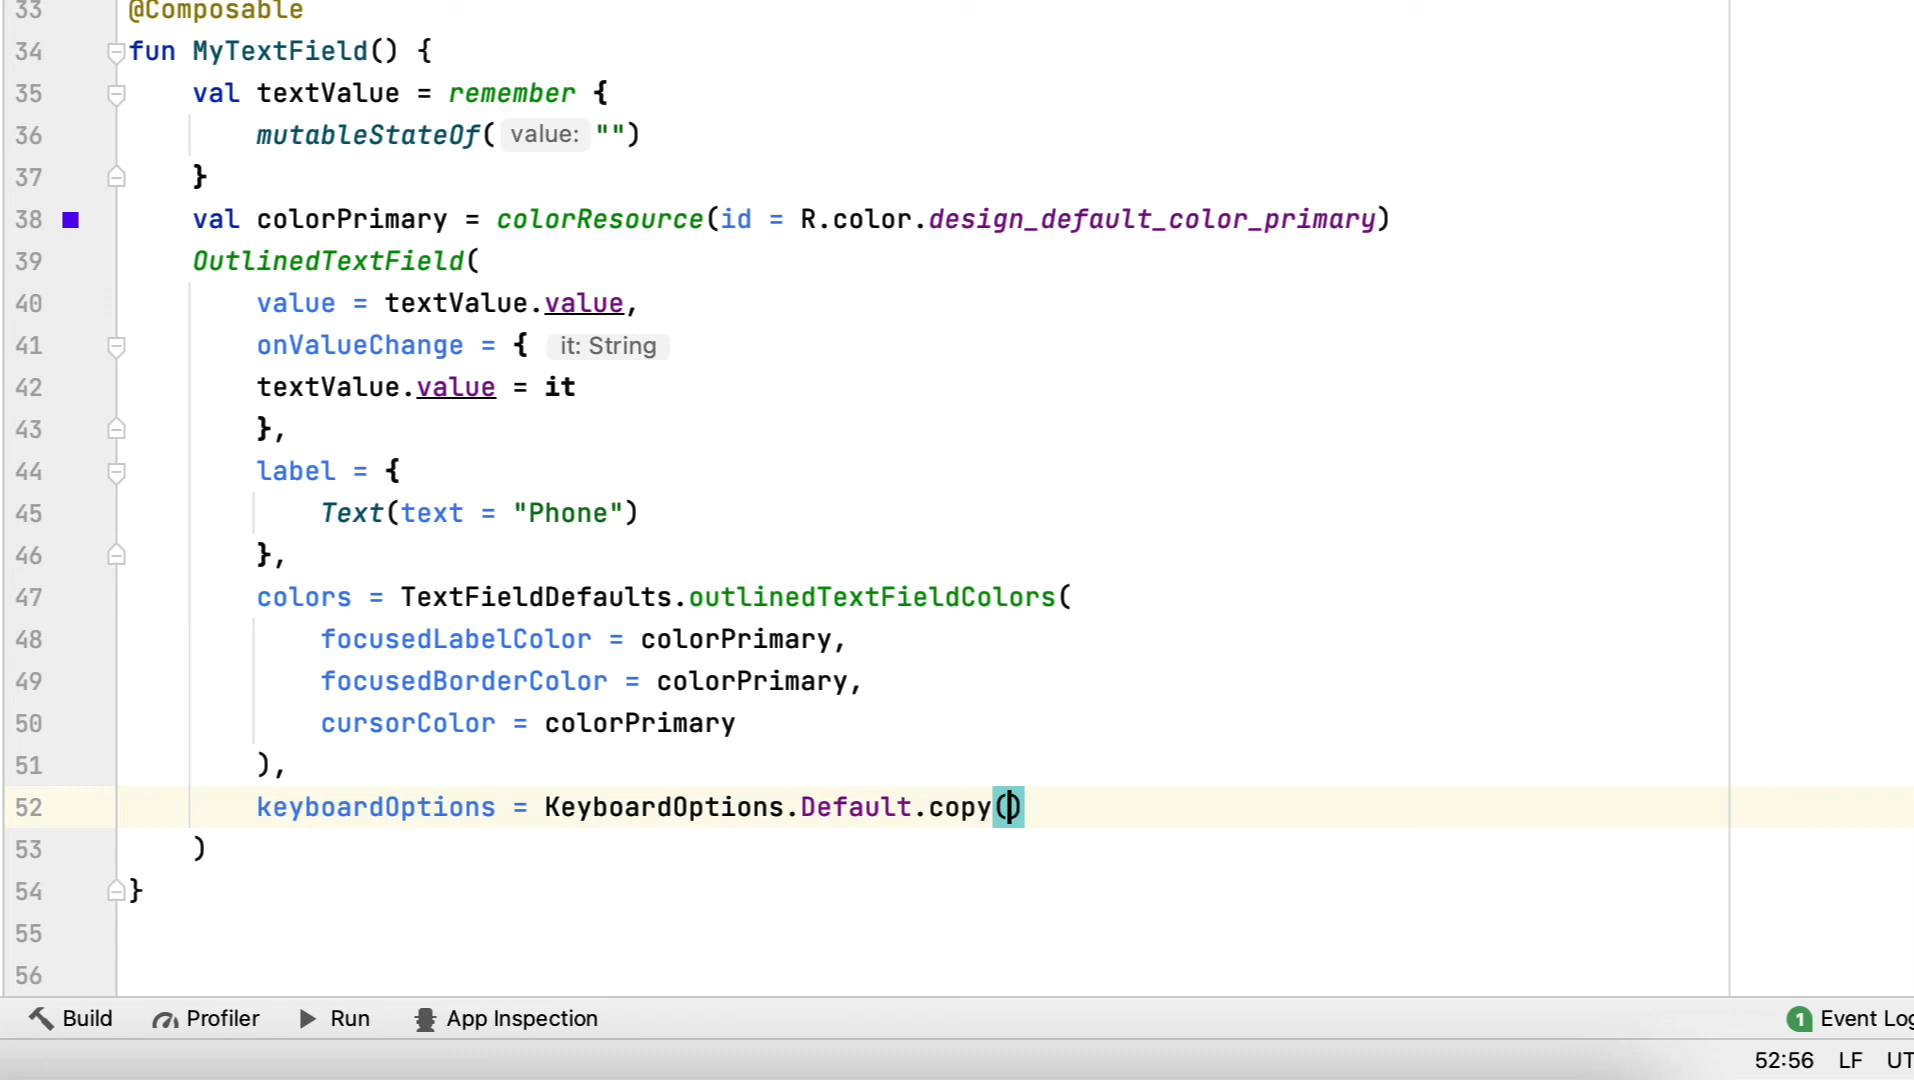 33 @Composable
34 fun MyTextField() {
35 val textValue = remember {
36 mutableStateOf( value: "")
37 }
38 val colorPrimary = colorResource(id = R.color.design_default_color_primary)
39 OutlinedTextField(
40 value = textValue.value,
41 onValueChange = { it: String
42 textValue.value = it
43 },
44 label = {
45 Text(text = "Phone")
46 },
47 colors = TextFieldDefaults.outlinedTextFieldColors(
48 focusedLabelColor = colorPrimary,
49 focusedBorderColor = colorPrimary,
50 cursorColor = colorPrimary
51 ),
52 keyboardOptions = KeyboardOptions.Default.copy()
53 )
54 }
55
56
Build Profiler Run App Inspection 1 Event Log
52:56 LF UT